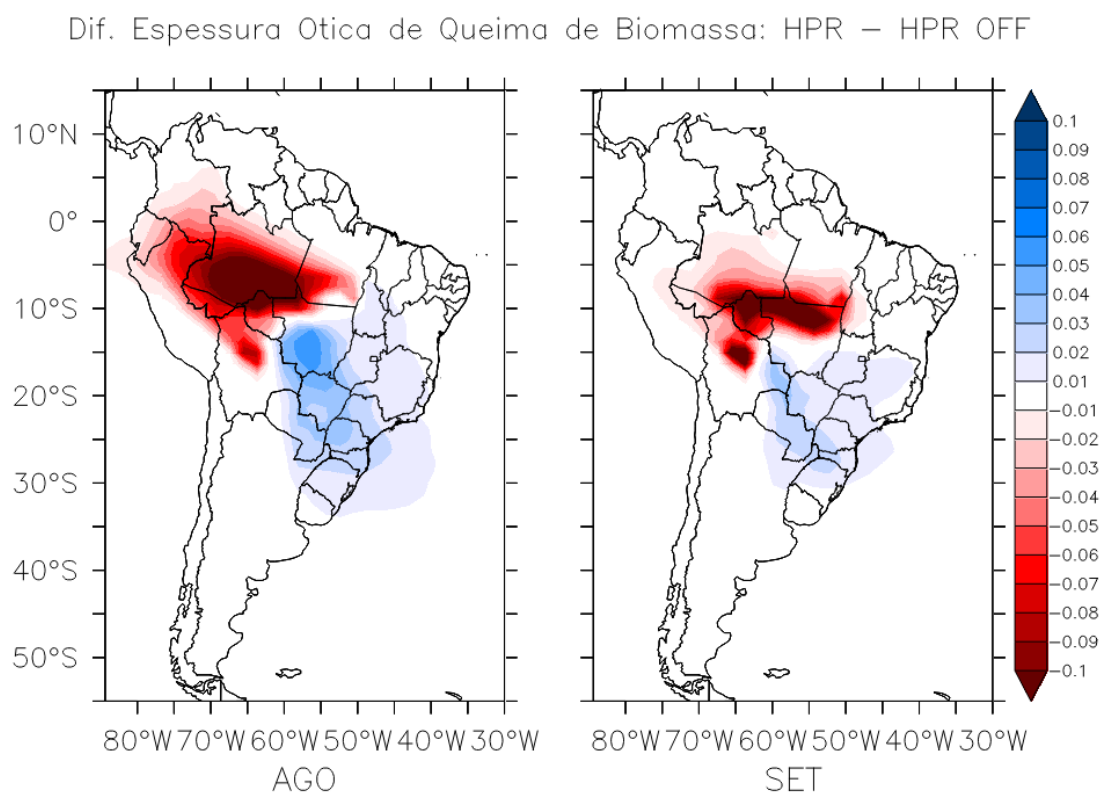 Dif. Espessura Otica de Queima de Biomassa: HPR − HPR OFF
10°N
0°
10°S
20°S
30°S
40°S
50°S
80°W 70°W 60°W 50°W 40°W 30°W
AGO
80°W 70°W 60°W 50°W 40°W 30°W
SET
0.1
0.09
0.08
0.07
0.06
0.05
0.04
0.03
0.02
0.01
−0.01
−0.02
−0.03
−0.04
−0.05
−0.06
−0.07
−0.08
−0.09
−0.1